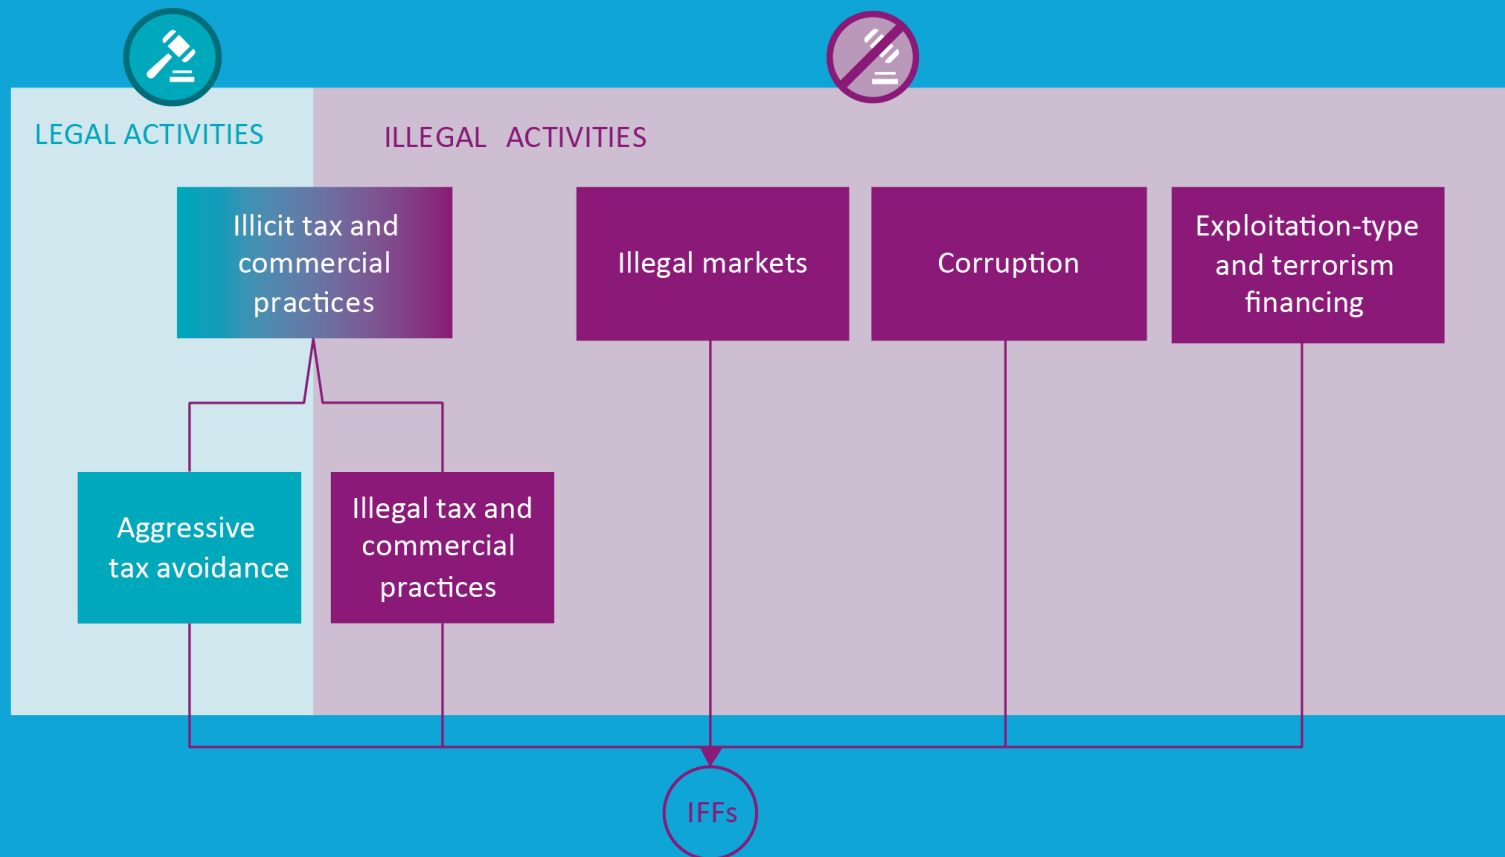 LEGAL ACTIVITIES
ILLEGAL ACTIVITIES
Illicit tax and
commercial
practices
Illegal markets
Corruption
Exploitation-type
and terrorism
financing
Aggressive
tax avoidance
Illegal tax and
commercial
practices
IFFs